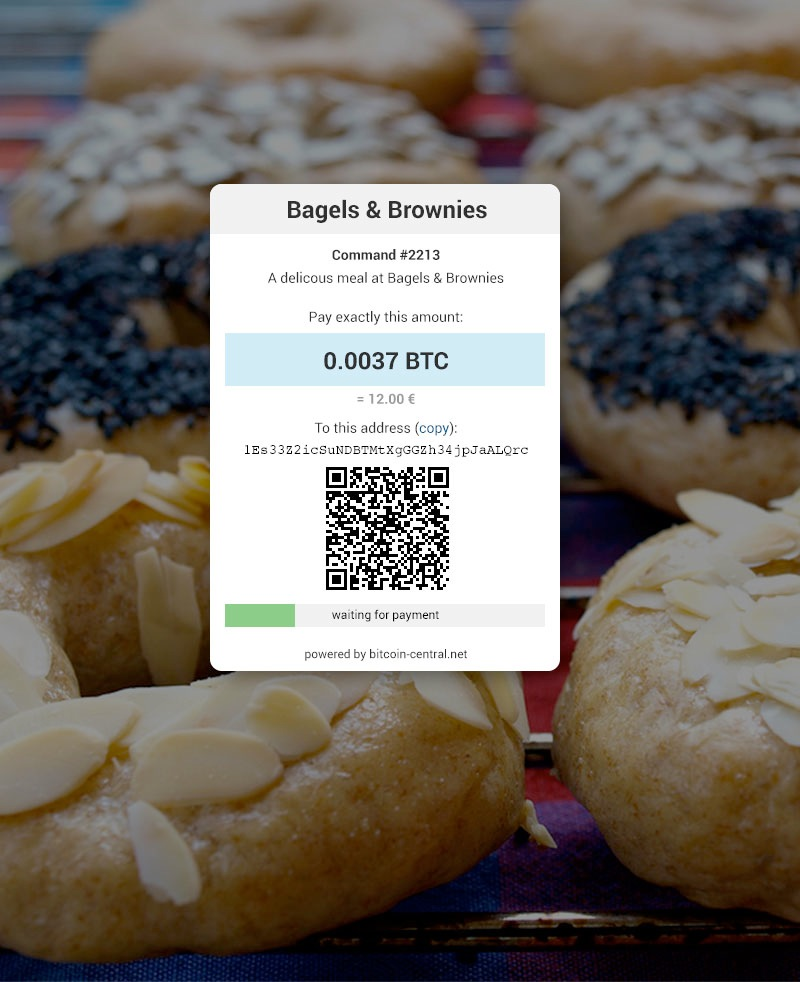 Bagels & Brownies
Command #2213
A delicous meal at Bagels & Brownies
Pay exactly this amount:
0.0037 BTC
= 12.00 €
To this address (copy):
1Es33Z2icSuNDBTMtXgGGZh34jpJaALQrc
waiting for payment
powered by bitcoin-central.net